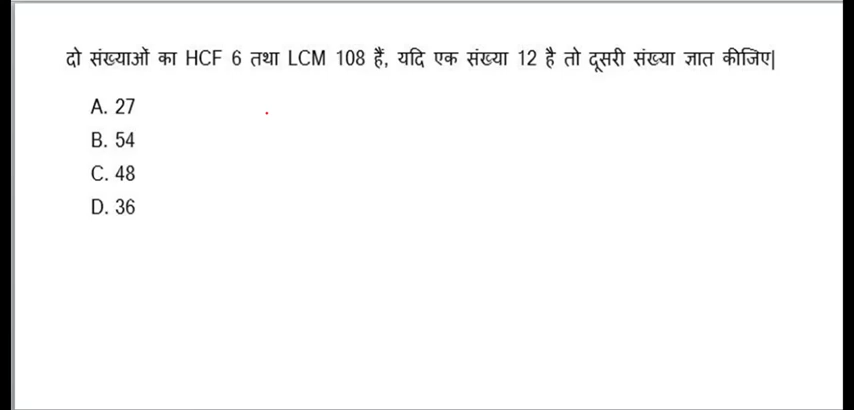 दो संख्याओं का HCF 6 तथा LCM 108 हैं, यदि एक संख्या 12 है तो दूसरी संख्या ज्ञात कीजिए|
A. 27
B. 54
C. 48
D. 36